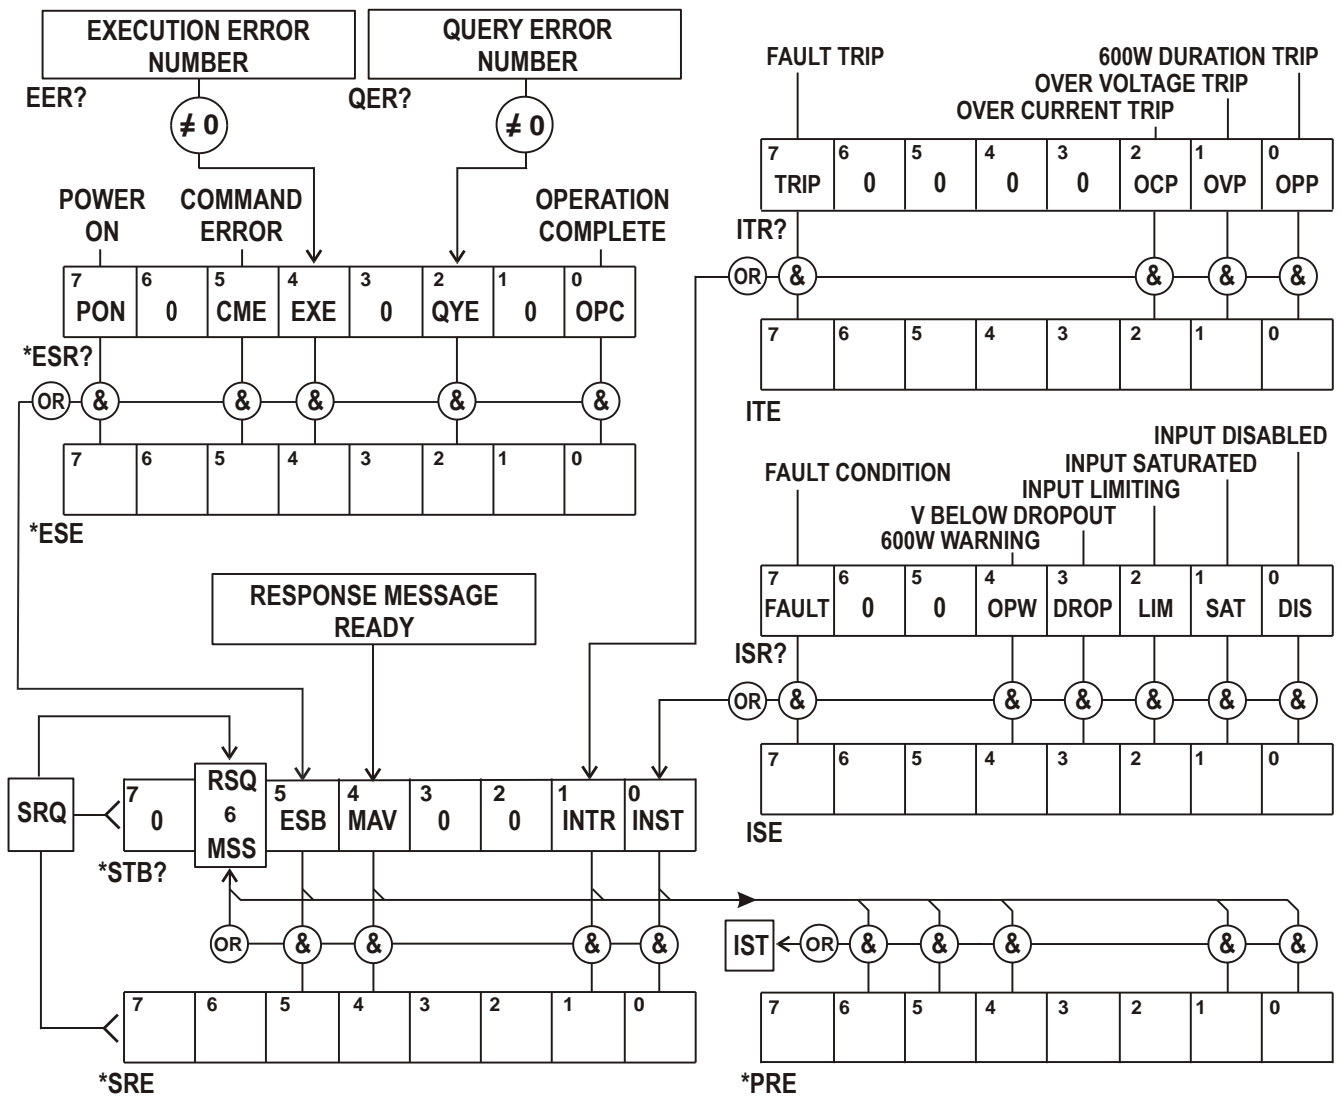 EXECUTION ERROR
NUMBER
EER?
≠ 0
QUERY ERROR
NUMBER
QER?
≠ 0
POWER
ON
COMMAND
ERROR
OPERATION
COMPLETE
7 6 5 4 3 2 1 0
PON 0 CME EXE 0 QYE 0 OPC
*ESR?
OR & & & & &
7 6 5 4 3 2 1 0
*ESE
FAULT TRIP
600W DURATION TRIP
OVER VOLTAGE TRIP
OVER CURRENT TRIP
7 6 5 4 3 2 1 0
TRIP 0 0 0 0 OCP OVP OPP
ITR?
OR & & & &
7 6 5 4 3 2 1 0
ITE
INPUT DISABLED
INPUT SATURATED
FAULT CONDITION
INPUT LIMITING
V BELOW DROPOUT
600W WARNING
7 6 5 4 3 2 1 0
FAULT 0 0 OPW DROP LIM SAT DIS
ISR?
OR & & & & & &
7 6 5 4 3 2 1 0
ISE
RESPONSE MESSAGE
READY
SRQ
7 RSQ 5 4 3 2 1 0
0 6 ESB MAV 0 0 INTR INST
MSS
*STB?
OR & & & &
7 6 5 4 3 2 1 0
*SRE
IST OR & & & & &
7 6 5 4 3 2 1 0
*PRE